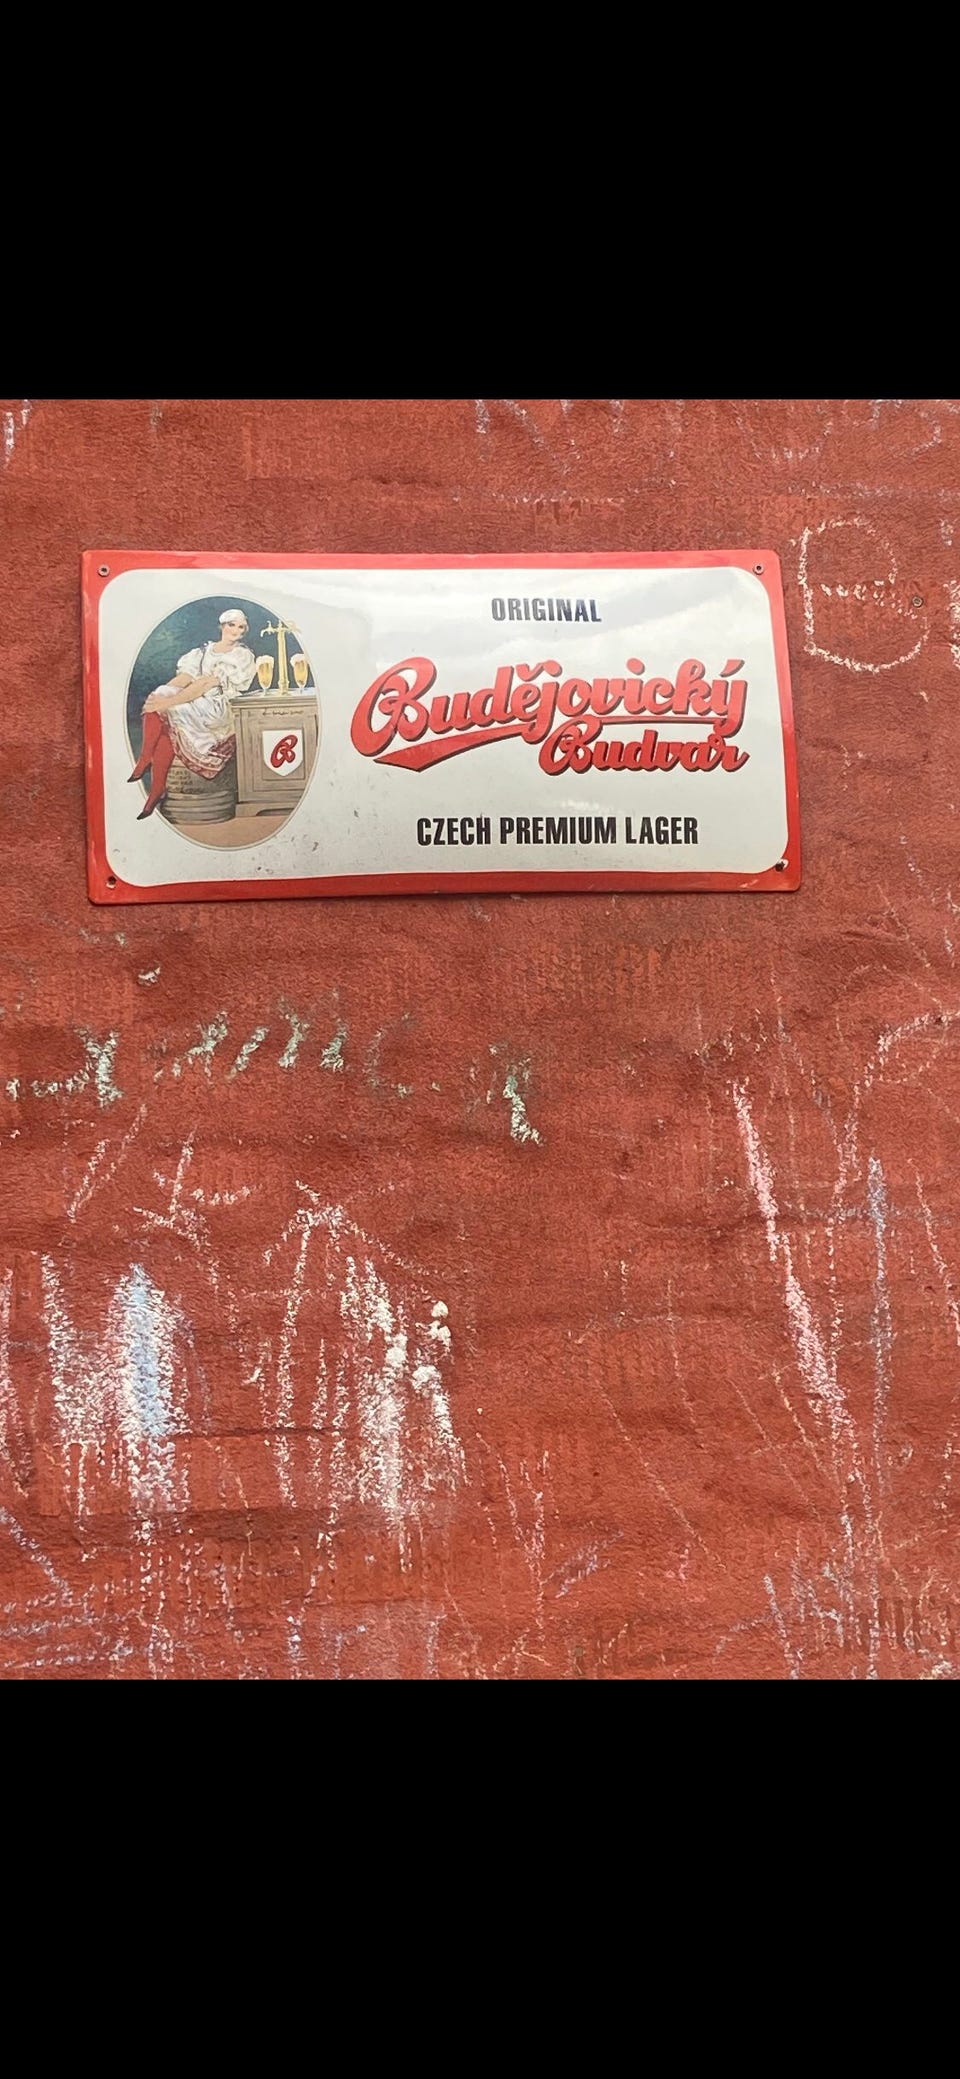 ORIGINAL
Budějovický
Budvar
CZECH PREMIUM LAGER
B